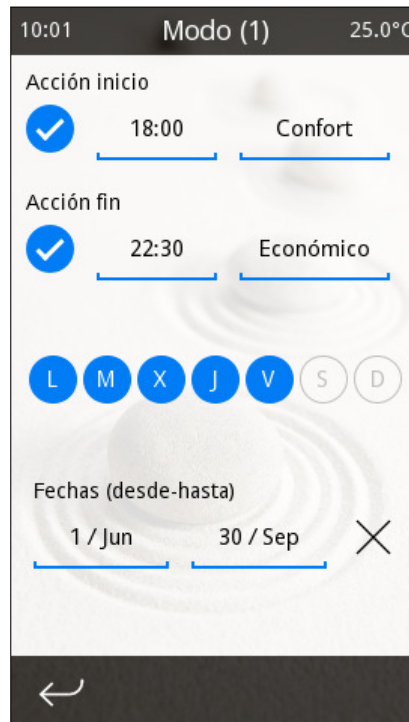 10:01 Modo (1) 25.0°C
Acción inicio
18:00 Confort
Acción fin
22:30 Económico
L M X J V S D
Fechas (desde-hasta)
1 / Jun 30 / Sep